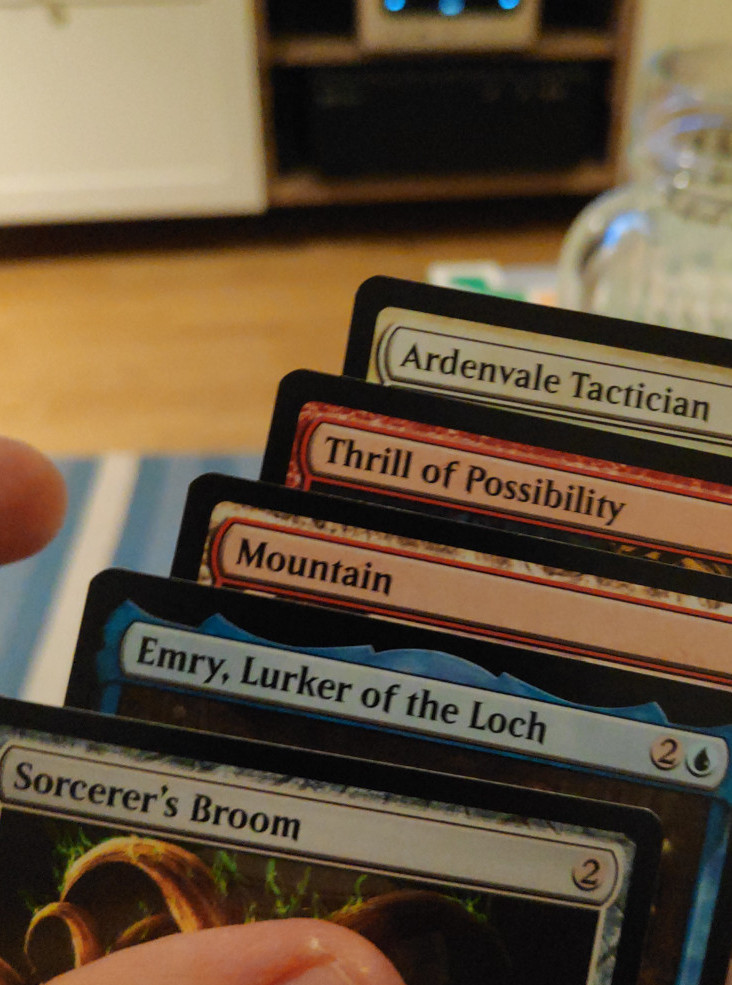 Ardenvale Tactician
Thrill of Possibility
Mountain
Emry, Lurker of the Loch 2
Sorcerer's Broom 2